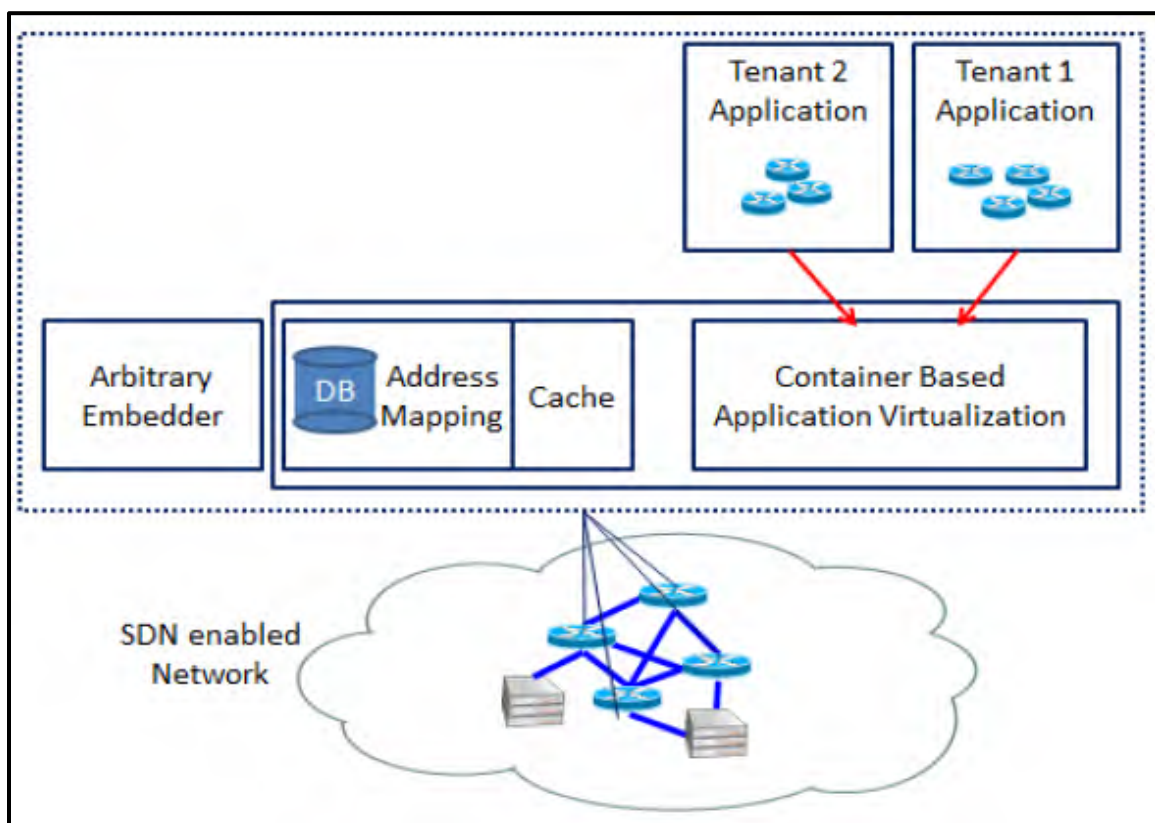 Tenant 2
Application
Tenant 1
Application
Arbitrary
Embedder
DB
Address
Mapping
Cache
Container Based
Application Virtualization
SDN enabled
Network